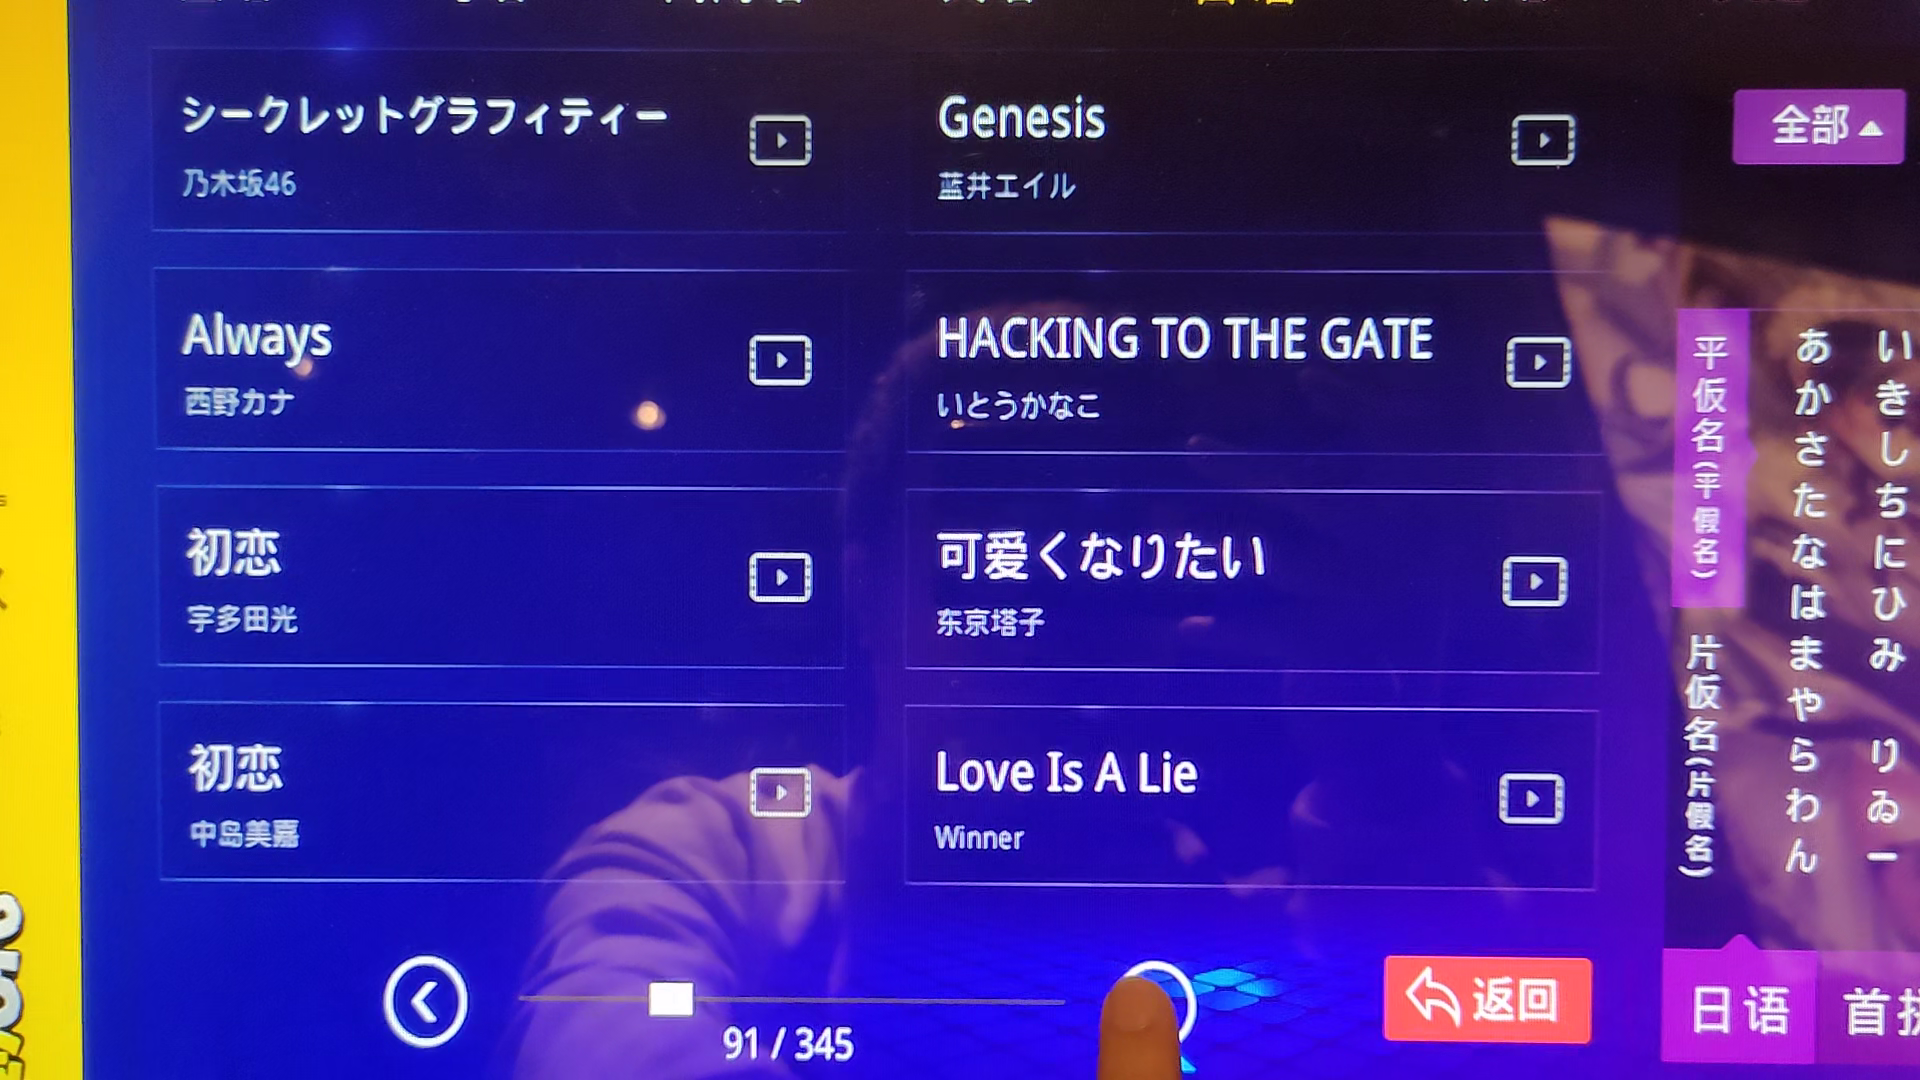 シークレットグラフィティー
乃木坂46
Genesis
蓝井エイル
全部
Always
西野カナ
HACKING TO THE GATE
いとうかなこ
初恋
宇多田光
可爱くなりたい
东京塔子
初恋
中岛美嘉
Love Is A Lie
Winner
平仮名(平假名)
片仮名(片假名)
あ い
か き
さ し
た ち
な に
は ひ
ま み
や
ら り
わ ゐ
ん ー
91 / 345
返回
日语
首